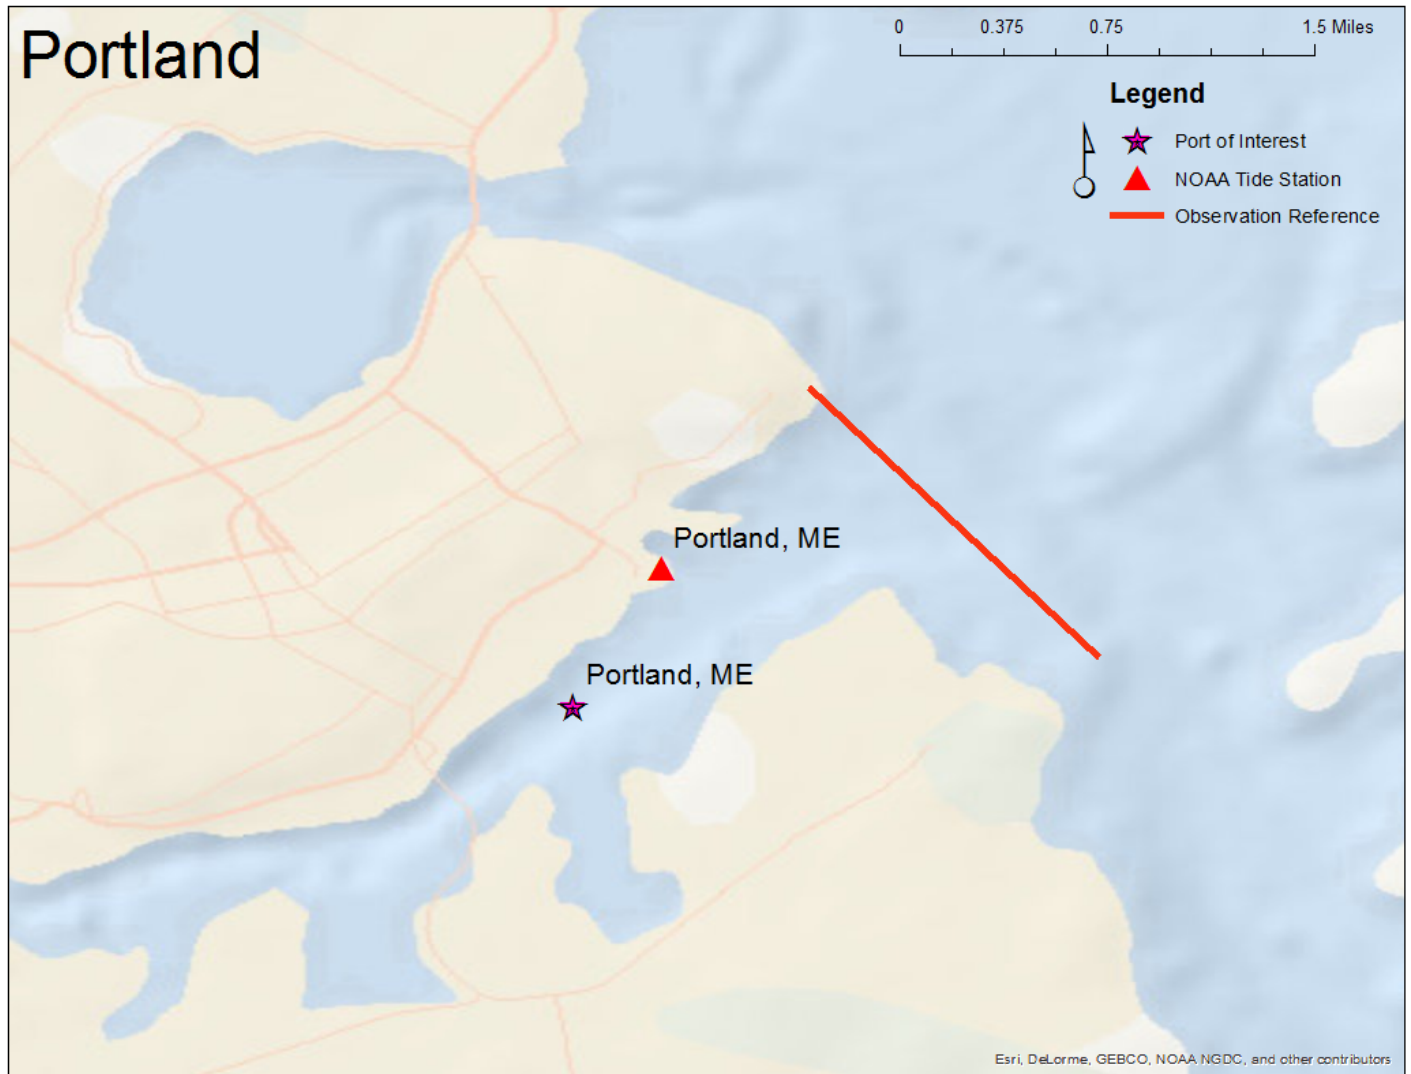 Portland
0 0.375 0.75 1.5 Miles
Legend
Port of Interest
NOAA Tide Station
Observation Reference
Portland, ME
Portland, ME
Esri, DeLorme, GEBCO, NOAA NGDC, and other contributors